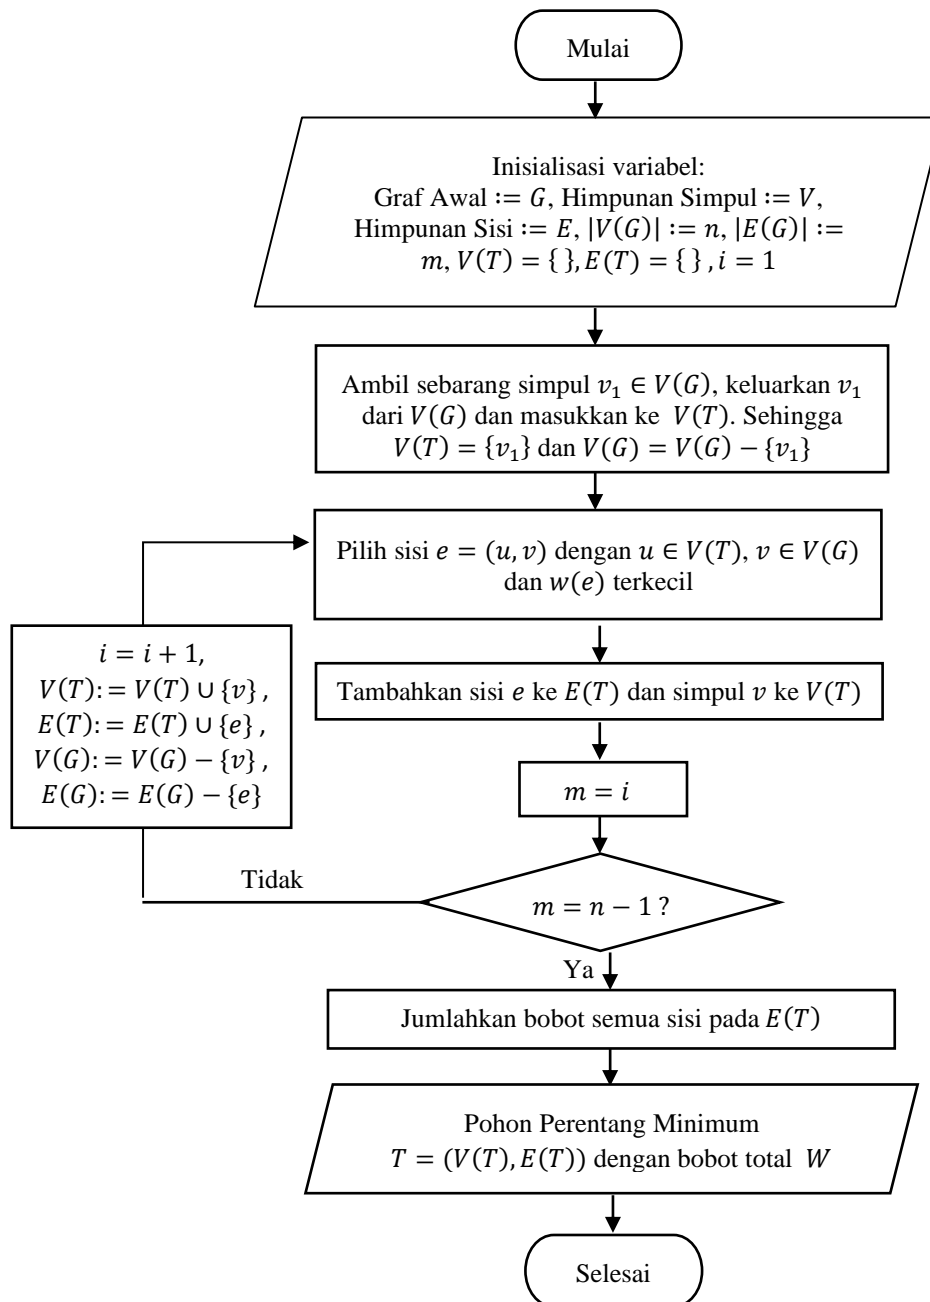 Mulai
Inisialisasi variabel:
Graf Awal ∶= 𝐺, Himpunan Simpul ∶= 𝑉,
Himpunan Sisi ∶= 𝐸, |𝑉(𝐺)| ∶= 𝑛, |𝐸(𝐺)| ∶=
𝑚, 𝑉(𝑇) = { }, 𝐸(𝑇) = { } , 𝑖 = 1
Ambil sebarang simpul 𝑣₁ ∈ 𝑉(𝐺), keluarkan 𝑣₁
dari 𝑉(𝐺) dan masukkan ke 𝑉(𝑇). Sehingga
𝑉(𝑇) = {𝑣₁} dan 𝑉(𝐺) = 𝑉(𝐺) − {𝑣₁}
Pilih sisi 𝑒 = (𝑢, 𝑣) dengan 𝑢 ∈ 𝑉(𝑇), 𝑣 ∈ 𝑉(𝐺)
dan 𝑤(𝑒) terkecil
𝑖 = 𝑖 + 1,
𝑉(𝑇): = 𝑉(𝑇) ∪ {𝑣} ,
𝐸(𝑇): = 𝐸(𝑇) ∪ {𝑒} ,
𝑉(𝐺): = 𝑉(𝐺) − {𝑣} ,
𝐸(𝐺): = 𝐸(𝐺) − {𝑒}
Tambahkan sisi 𝑒 ke 𝐸(𝑇) dan simpul 𝑣 ke 𝑉(𝑇)
𝑚 = 𝑖
Tidak
𝑚 = 𝑛 − 1 ?
Ya
Jumlahkan bobot semua sisi pada 𝐸(𝑇)
Pohon Perentang Minimum
𝑇 = (𝑉(𝑇), 𝐸(𝑇)) dengan bobot total 𝑊
Selesai